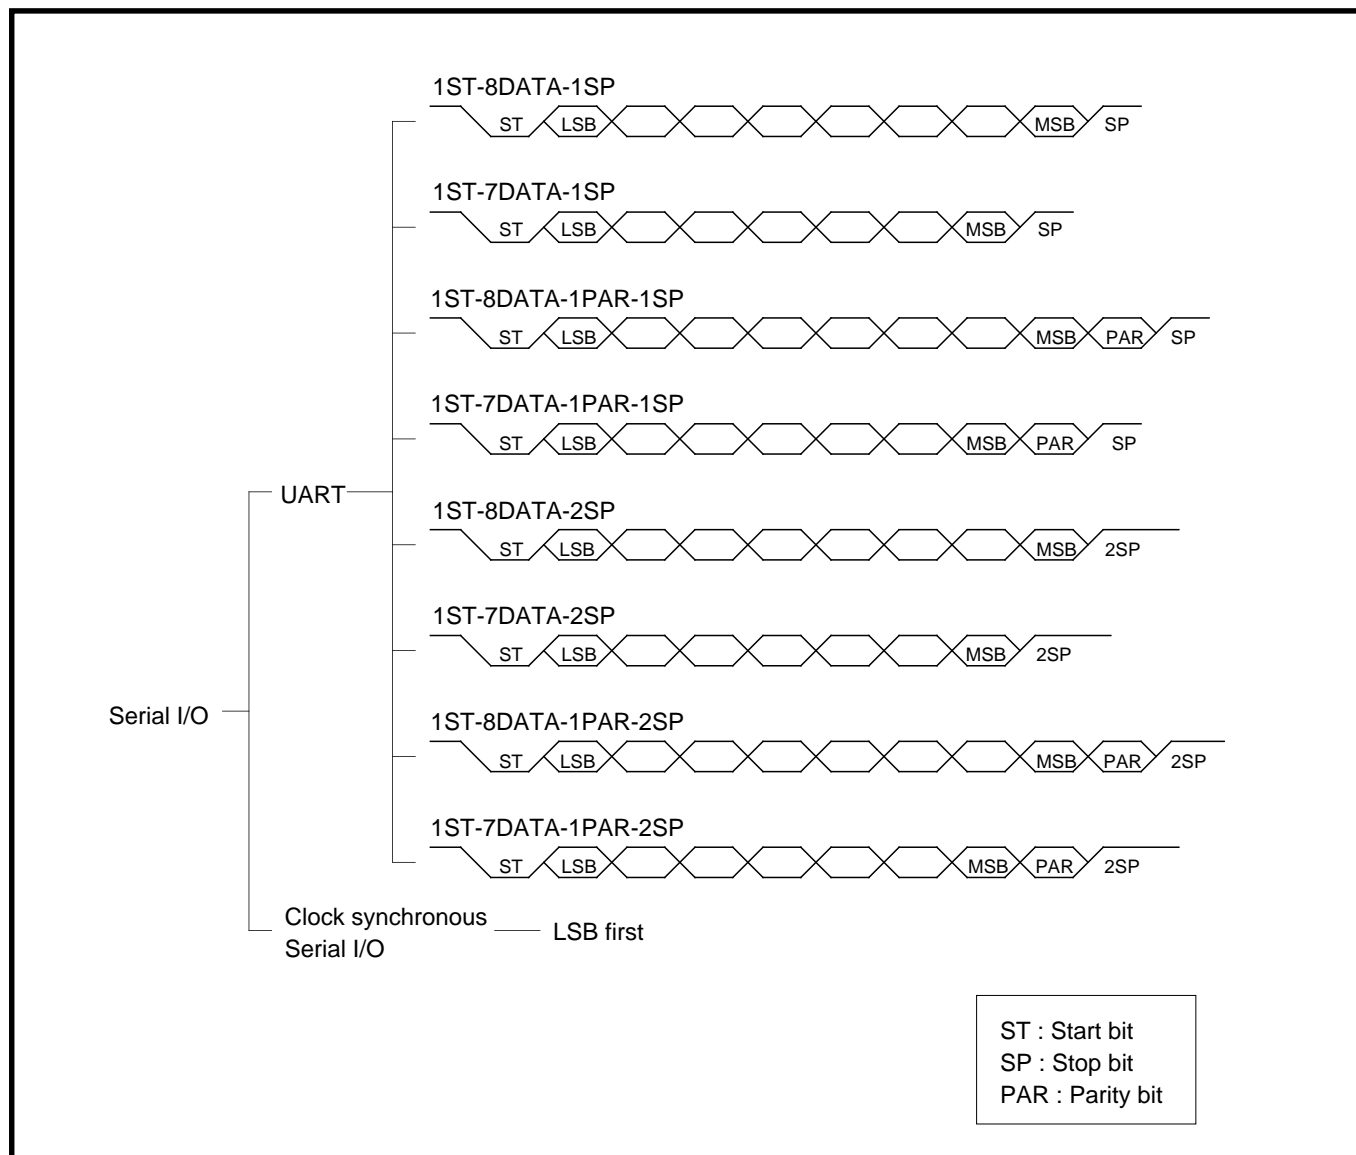 1ST-8DATA-1SP
ST LSB MSB SP
1ST-7DATA-1SP
ST LSB MSB SP
1ST-8DATA-1PAR-1SP
ST LSB MSB PAR SP
1ST-7DATA-1PAR-1SP
ST LSB MSB PAR SP
UART
1ST-8DATA-2SP
ST LSB MSB 2SP
1ST-7DATA-2SP
ST LSB MSB 2SP
Serial I/O
1ST-8DATA-1PAR-2SP
ST LSB MSB PAR 2SP
1ST-7DATA-1PAR-2SP
ST LSB MSB PAR 2SP
Clock synchronous
Serial I/O
LSB first
ST : Start bit
SP : Stop bit
PAR : Parity bit